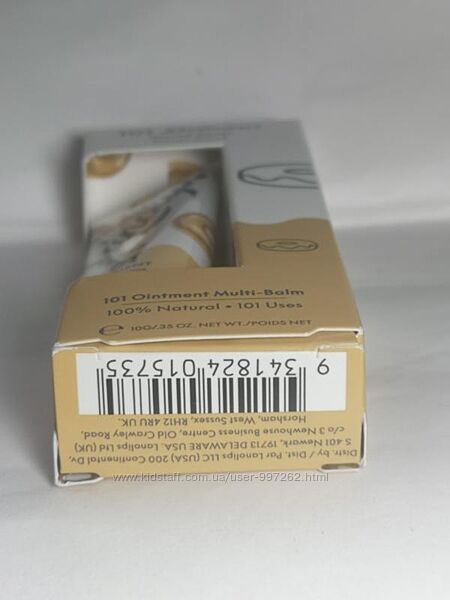 101 Ointment Multi-Balm
100% Natural • 101 Uses
℮ 10G/.35 OZ. NET WT./POIDS NET
Distr. by / Dist. Par Lanolips LLC (USA) 200 Continental Dv,
S 401 Newark, 19713 DELAWARE USA. Lanolips Ltd (UK)
c/o 3 Newhouse Business Centre, Old Crawley Road,
Horsham, West Sussex, RH12 4RU UK.
9 341824 015735
www.kidstaff.com.ua/user-997262.html